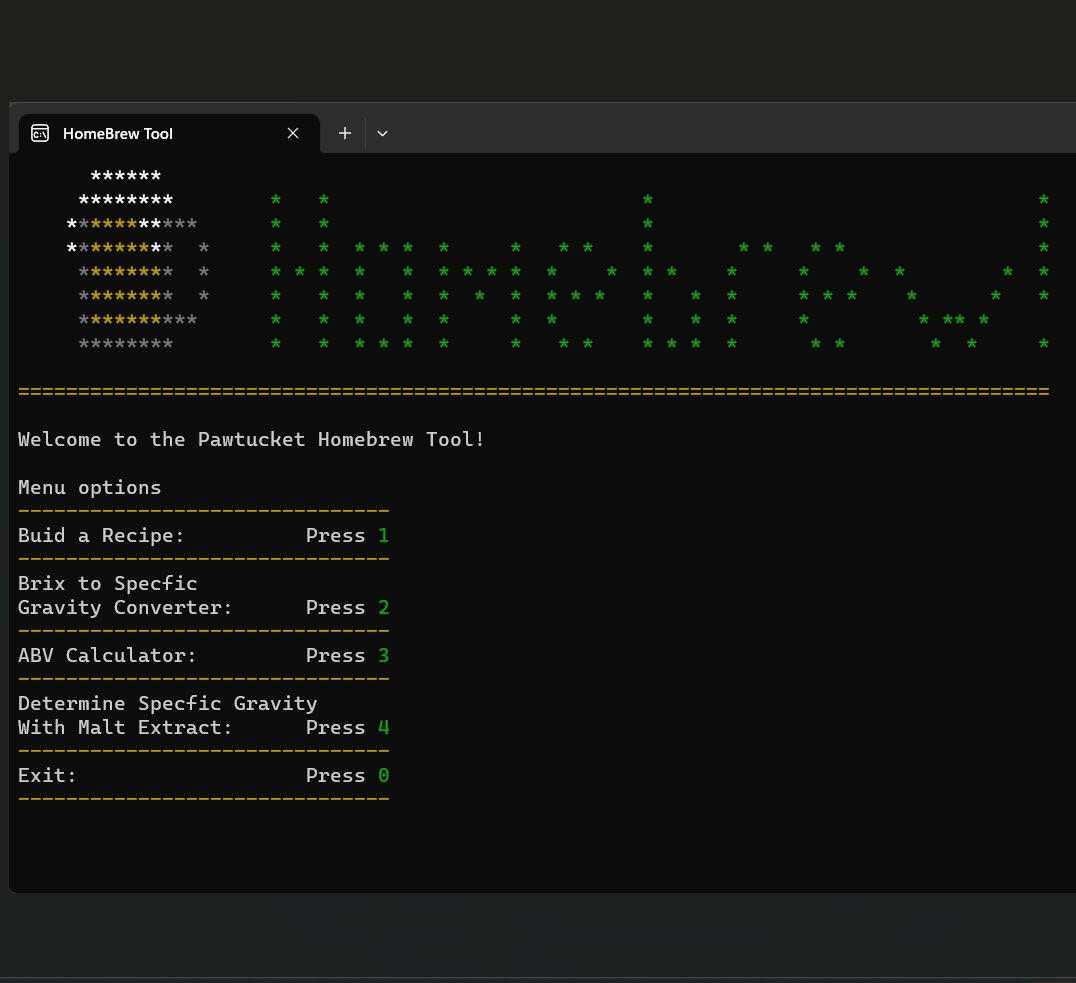 HomeBrew Tool
Homebrew!
Welcome to the Pawtucket Homebrew Tool!
Menu options
Buid a Recipe: Press 1
Brix to Specfic
Gravity Converter: Press 2
ABV Calculator: Press 3
Determine Specfic Gravity
With Malt Extract: Press 4
Exit: Press 0